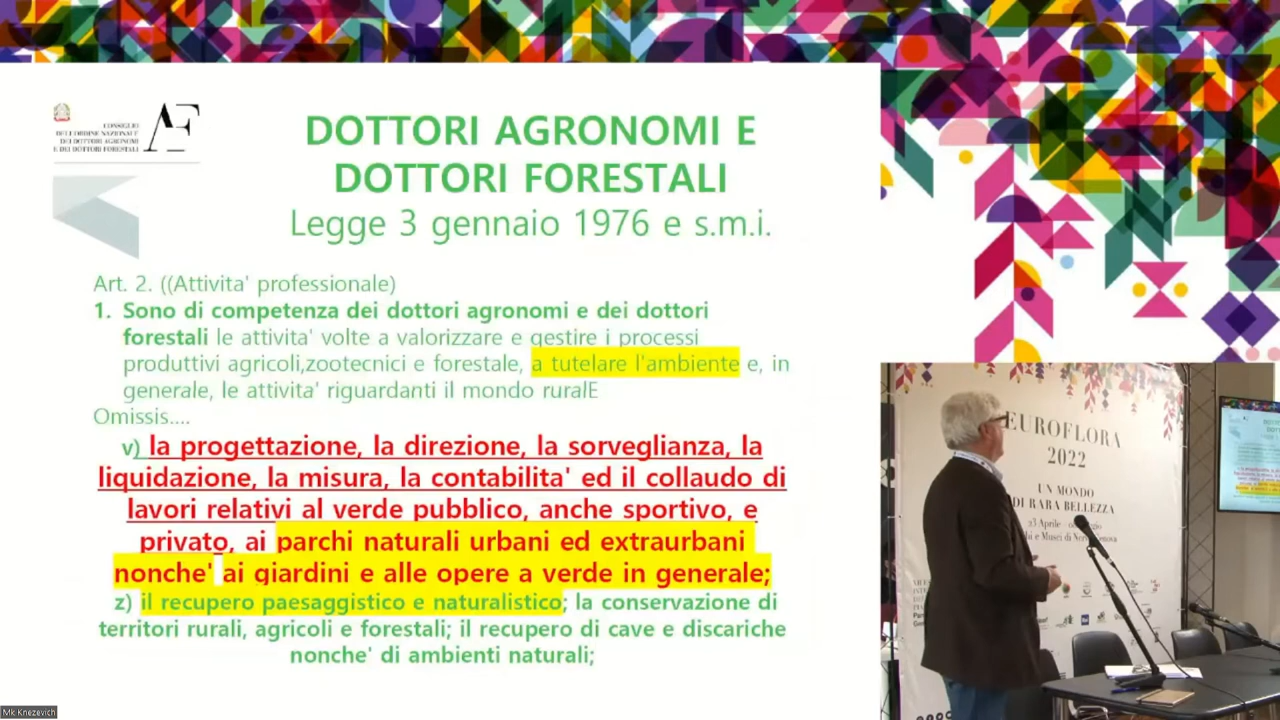 CONSIGLIO
DELL'ORDINE NAZIONALE
DEI DOTTORI AGRONOMI
E DEI DOTTORI FORESTALI
AF
DOTTORI AGRONOMI E
DOTTORI FORESTALI
Legge 3 gennaio 1976 e s.m.i.
Art. 2. ((Attivita' professionale)
1. Sono di competenza dei dottori agronomi e dei dottori
forestali le attivita' volte a valorizzare e gestire i processi
produttivi agricoli,zootecnici e forestale, a tutelare l'ambiente e, in
generale, le attivita' riguardanti il mondo ruralE
Omissis....
v) la progettazione, la direzione, la sorveglianza, la
liquidazione, la misura, la contabilita' ed il collaudo di
lavori relativi al verde pubblico, anche sportivo, e
privato, ai parchi naturali urbani ed extraurbani
nonche' ai giardini e alle opere a verde in generale;
z) il recupero paesaggistico e naturalistico; la conservazione di
territori rurali, agricoli e forestali; il recupero di cave e discariche
nonche' di ambienti naturali;
EUROFLORA
2022
UN MONDO
DI RARA BELLEZZA
23 Aprile
e Musei di
Mk Knezevich